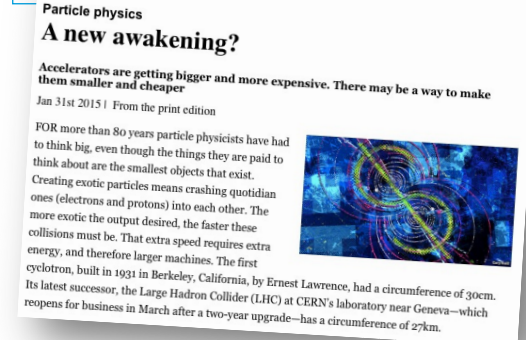 Particle physics
A new awakening?
Accelerators are getting bigger and more expensive. There may be a way to make
them smaller and cheaper
Jan 31st 2015 | From the print edition
FOR more than 80 years particle physicists have had
to think big, even though the things they are paid to
think about are the smallest objects that exist.
Creating exotic particles means crashing quotidian
ones (electrons and protons) into each other. The
more exotic the output desired, the faster these
collisions must be. That extra speed requires extra
energy, and therefore larger machines. The first
cyclotron, built in 1931 in Berkeley, California, by Ernest Lawrence, had a circumference of 30cm.
Its latest successor, the Large Hadron Collider (LHC) at CERN's laboratory near Geneva—which
reopens for business in March after a two-year upgrade—has a circumference of 27km.